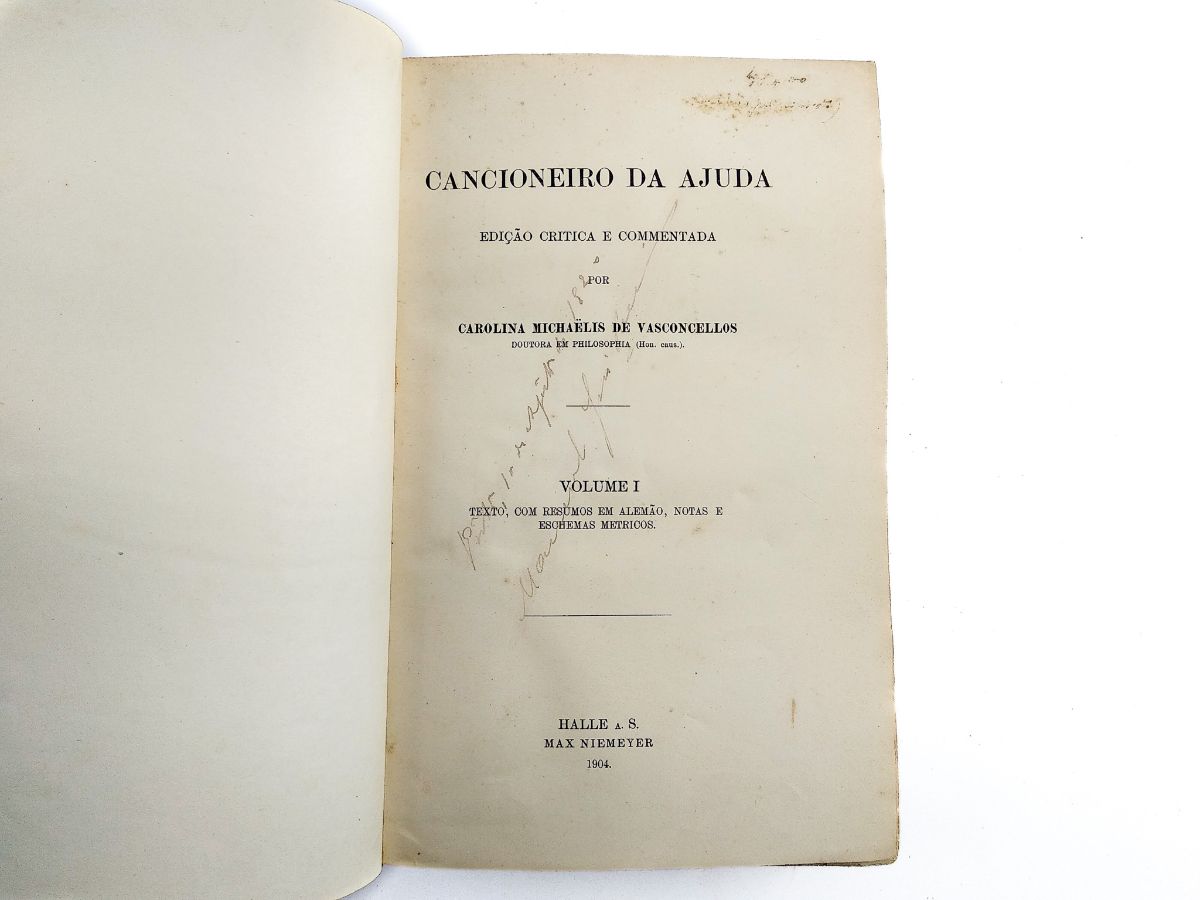 CANCIONEIRO DA AJUDA
EDIÇÃO CRITICA E COMMENTADA
POR
CAROLINA MICHAËLIS DE VASCONCELLOS
DOUTORA EM PHILOSOPHIA (Hon. caus.).
VOLUME I
TEXTO, COM RESUMOS EM ALEMÃO, NOTAS E
ESCHEMAS METRICOS.
HALLE A. S.
MAX NIEMEYER
1904.